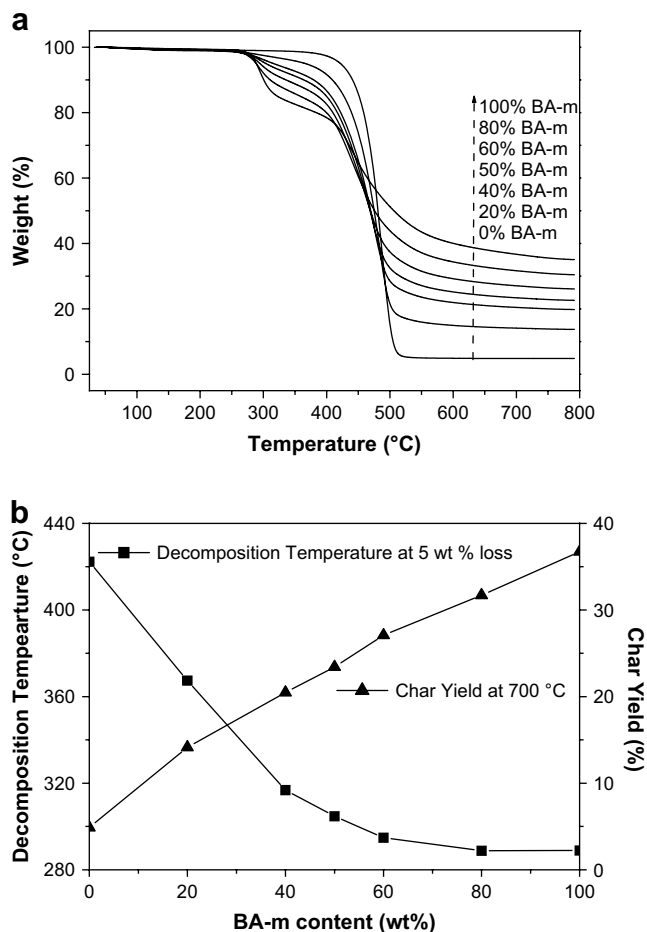 a
100
80
60
40
20
0
Weight (%)
100% BA-m
80% BA-m
60% BA-m
50% BA-m
40% BA-m
20% BA-m
0% BA-m
100
200
300
400
500
600
700
800
Temperature (°C)
b
440
400
360
320
280
Decomposition Tempearture (°C)
Decomposition Temperature at 5 wt % loss
Char Yield at 700 °C
40
30
20
10
0
Char Yield (%)
0
20
40
60
80
100
BA-m content (wt%)